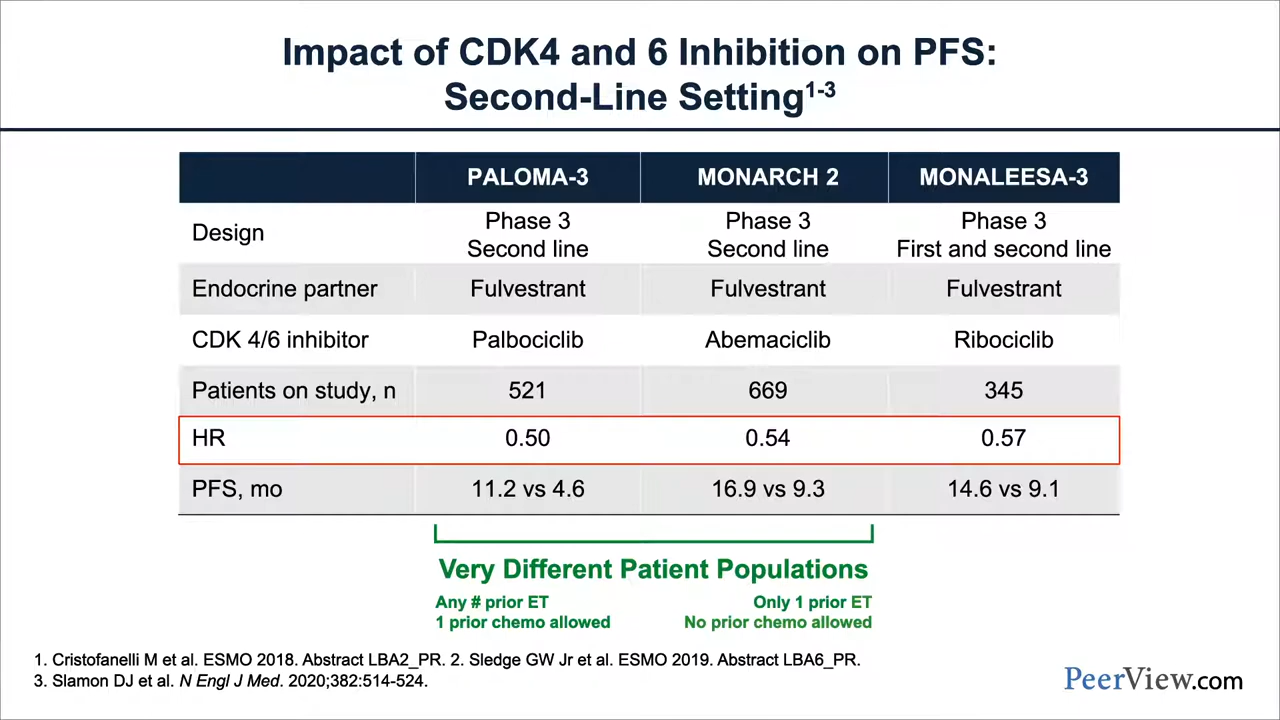 Impact of CDK4 and 6 Inhibition on PFS:
Second-Line Setting1-3
PALOMA-3 MONARCH 2 MONALEESA-3
Design Phase 3 Second line Phase 3 Second line Phase 3 First and second line
Endocrine partner Fulvestrant Fulvestrant Fulvestrant
CDK 4/6 inhibitor Palbociclib Abemaciclib Ribociclib
Patients on study, n 521 669 345
HR 0.50 0.54 0.57
PFS, mo 11.2 vs 4.6 16.9 vs 9.3 14.6 vs 9.1
Very Different Patient Populations
Any # prior ET Only 1 prior ET
1 prior chemo allowed No prior chemo allowed
1. Cristofanelli M et al. ESMO 2018. Abstract LBA2_PR. 2. Sledge GW Jr et al. ESMO 2019. Abstract LBA6_PR.
3. Slamon DJ et al. N Engl J Med. 2020;382:514-524.
PeerView.com